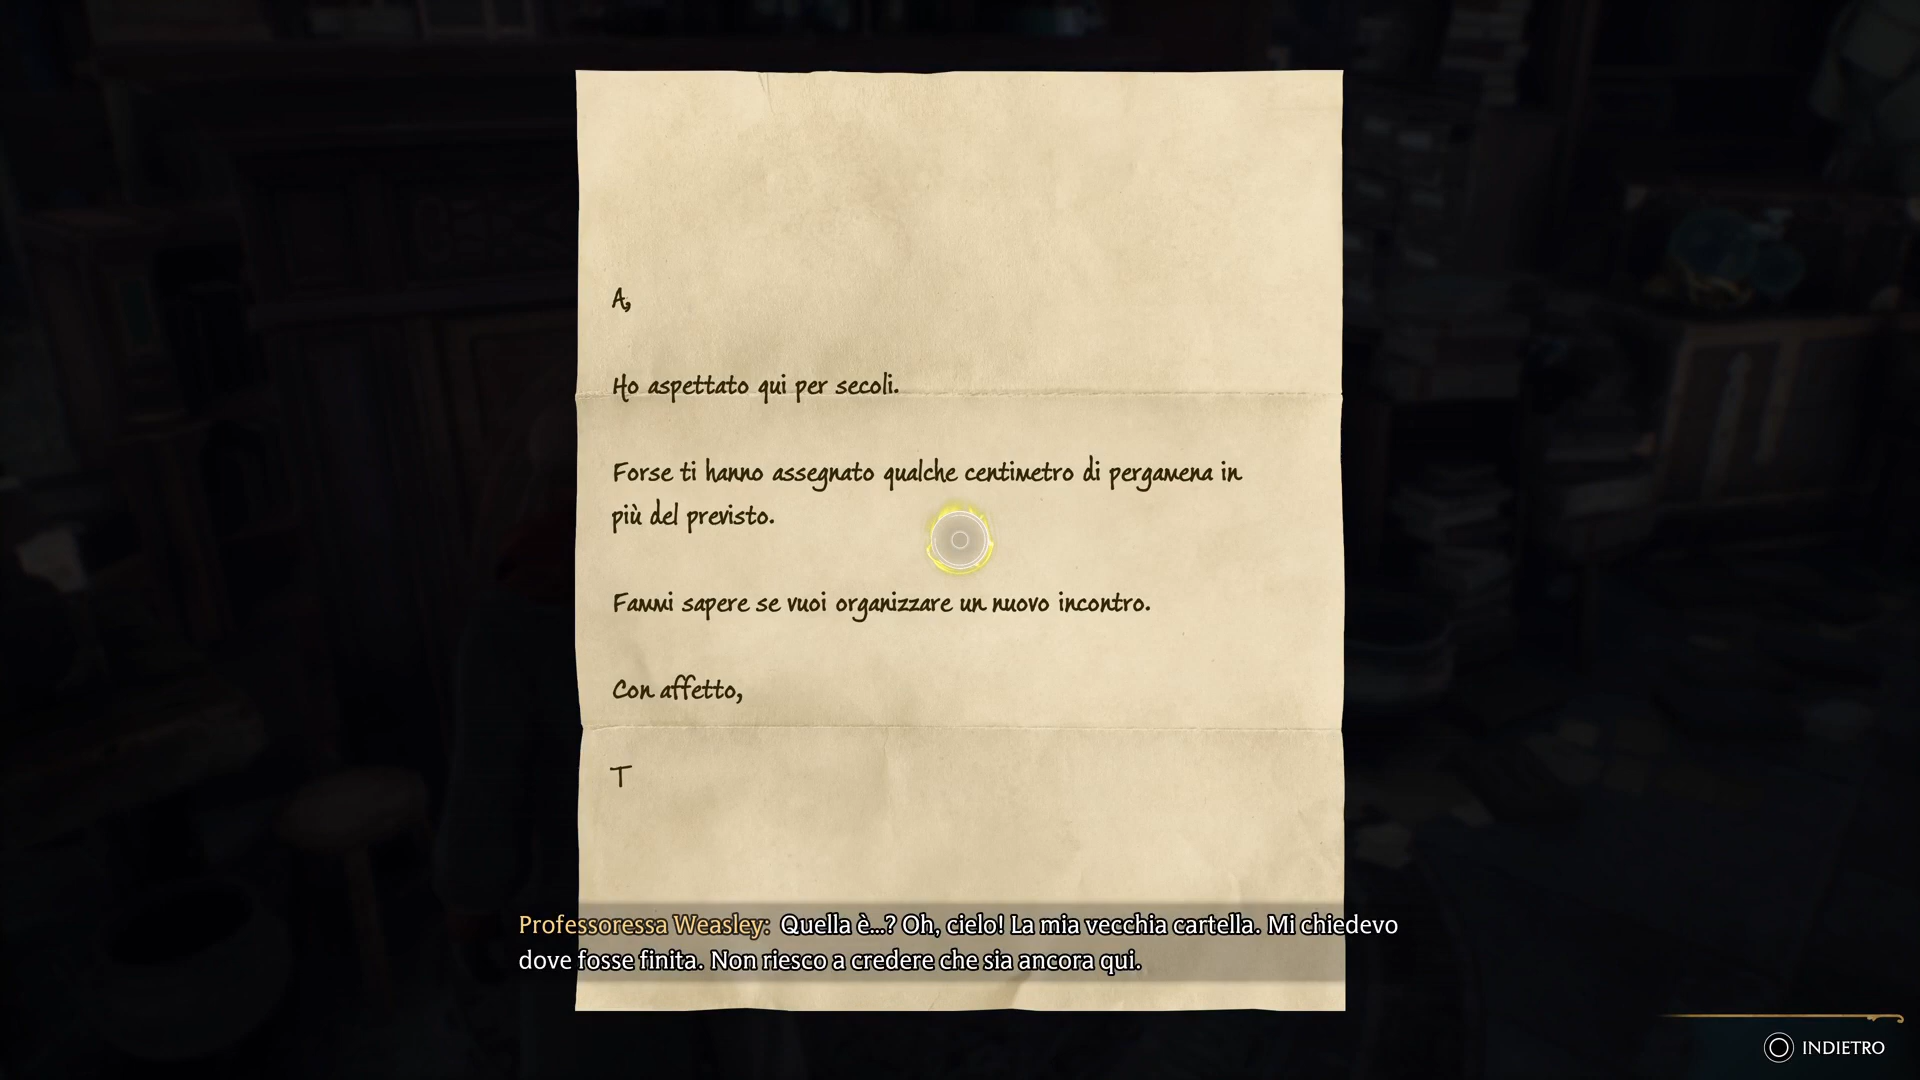 A,
Ho aspettato qui per secoli.
Forse ti hanno assegnato qualche centimetro di pergamena in
più del previsto.
Fammi sapere se vuoi organizzare un nuovo incontro.
Con affetto,
T
Professoressa Weasley: Quella è...? Oh, cielo! La mia vecchia cartella. Mi chiedevo
dove fosse finita. Non riesco a credere che sia ancora qui.
INDIETRO